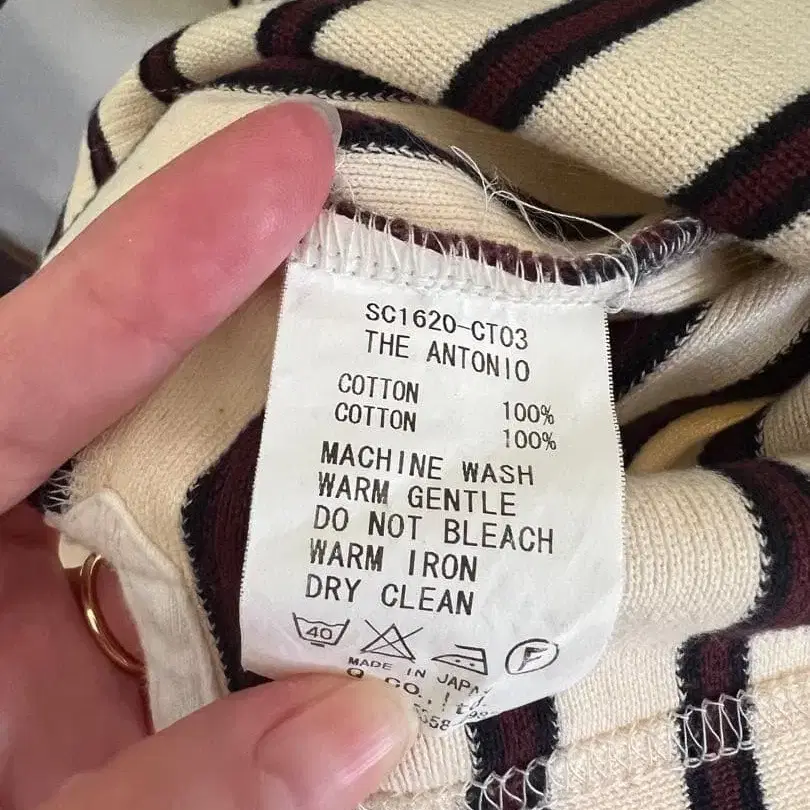 SC1620-CT03
THE ANTONIO
COTTON 100%
COTTON 100%
MACHINE WASH
WARM GENTLE
DO NOT BLEACH
WARM IRON
DRY CLEAN
40 F
MADE IN
Q CO.,